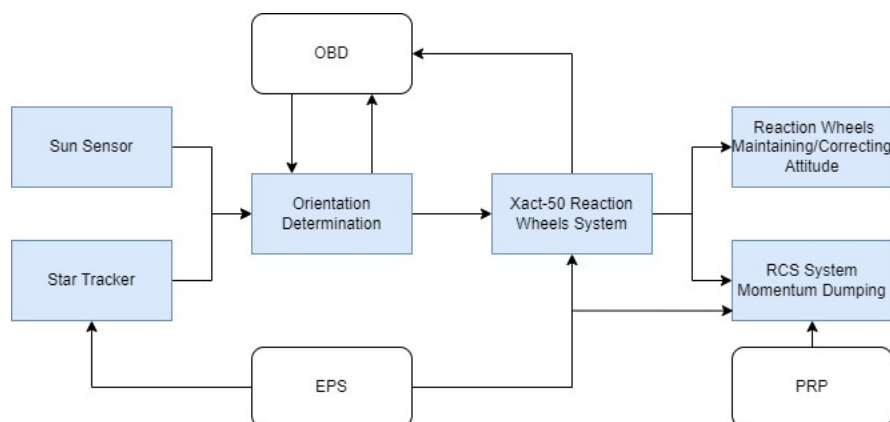 OBD
Sun Sensor
Reaction Wheels
Maintaining/Correcting
Attitude
Orientation
Determination
Xact-50 Reaction
Wheels System
Star Tracker
RCS System
Momentum Dumping
EPS
PRP